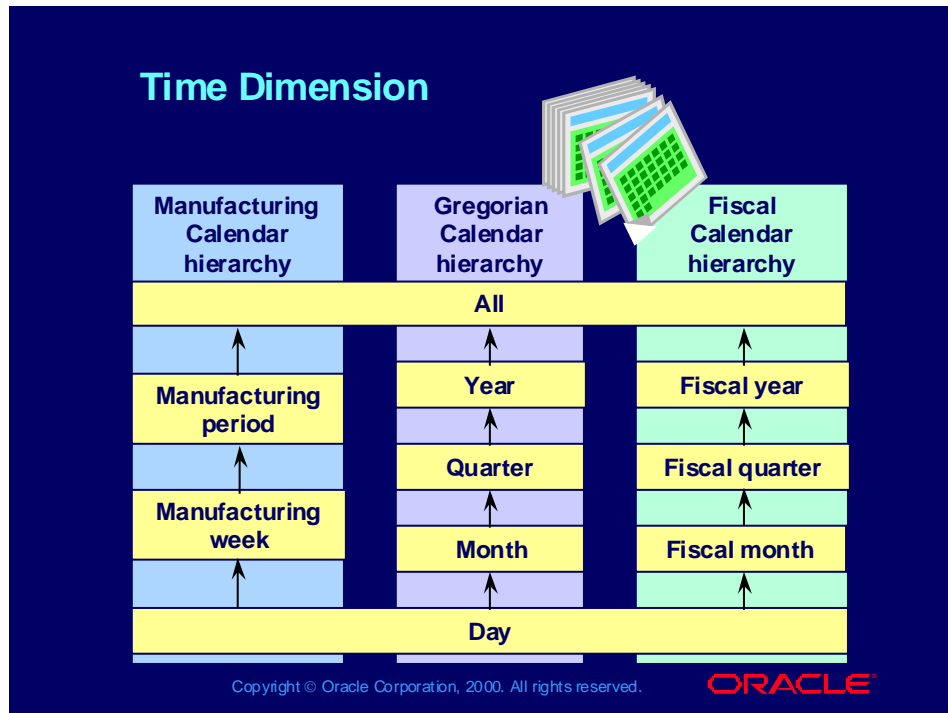 Time Dimension
Manufacturing
Calendar
hierarchy
Gregorian
Calendar
hierarchy
Fiscal
Calendar
hierarchy
All
Manufacturing
period
Year
Fiscal year
Quarter
Fiscal quarter
Manufacturing
week
Month
Fiscal month
Day
Copyright © Oracle Corporation, 2000. All rights reserved.
ORACLE®